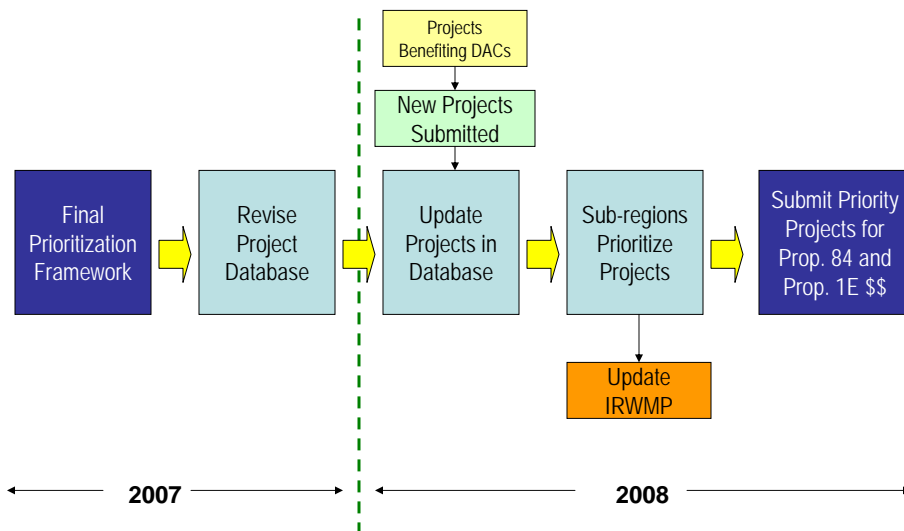 Projects
Benefiting DACs
New Projects
Submitted
Final
Prioritization
Framework
Revise
Project
Database
Update
Projects in
Database
Sub-regions
Prioritize
Projects
Submit Priority
Projects for
Prop. 84 and
Prop. 1E $$
Update
IRWMP
2007
2008